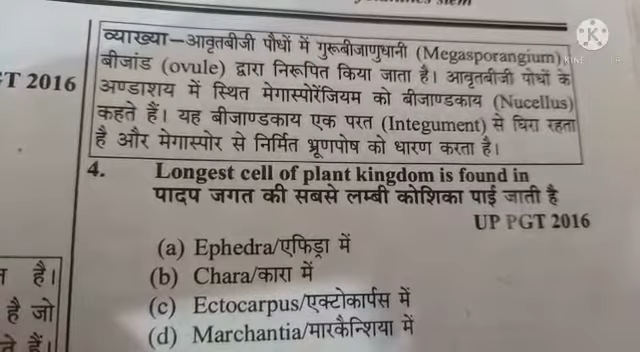 व्याख्या–आवृतबीजी पौधों में गुरूबीजाणुधानी (Megasporangium)
बीजांड (ovule) द्वारा निरूपित किया जाता है। आवृतबीजी पोधों के
अण्डाशय में स्थित मेगास्पोरेंजियम को बीजाण्डकाय (Nucellus)
कहते हैं। यह बीजाण्डकाय एक परत (Integument) से घिरा रहता
है और मेगास्पोर से निर्मित भ्रूणपोष को धारण करता है।
T 2016
4. Longest cell of plant kingdom is found in
पादप जगत की सबसे लम्बी कोशिका पाई जाती है
UP PGT 2016
(a) Ephedra/एफिड्रा में
(b) Chara/कारा में
(c) Ectocarpus/एक्टोकार्पस में
(d) Marchantia/मारकैन्शिया में
है।
है जो
हैं।